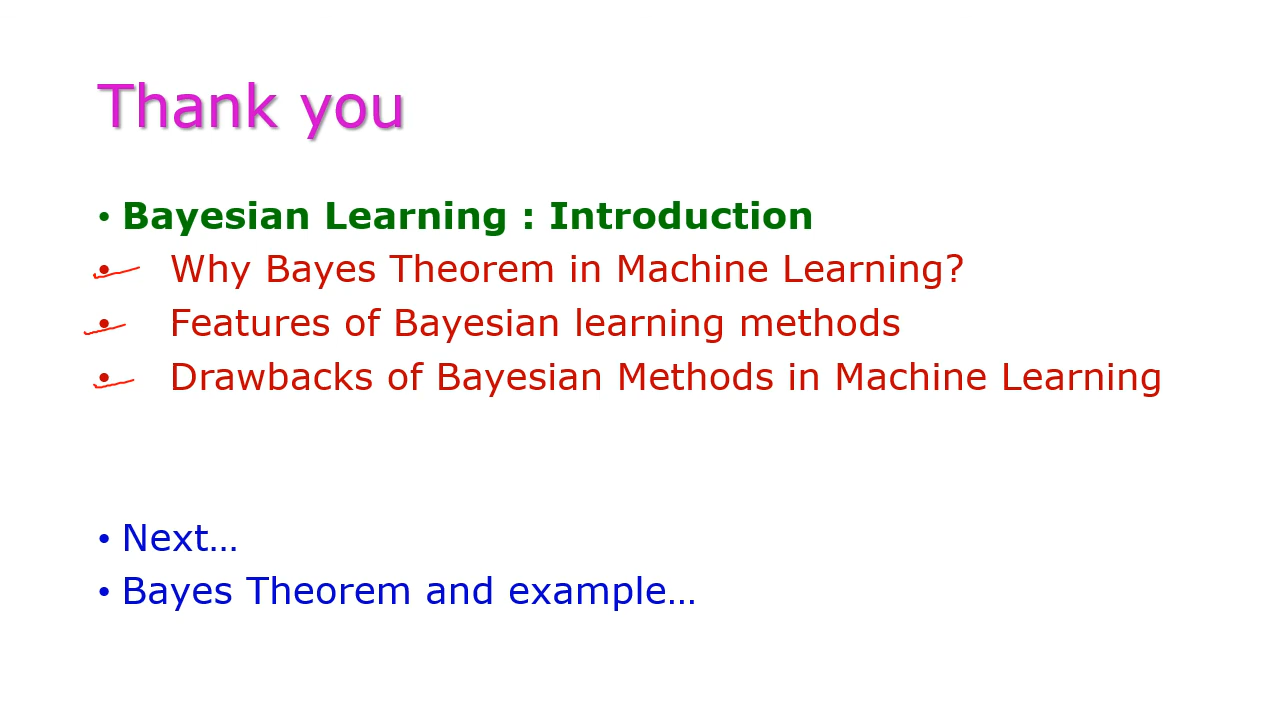 Thank you
• Bayesian Learning : Introduction
• Why Bayes Theorem in Machine Learning?
• Features of Bayesian learning methods
• Drawbacks of Bayesian Methods in Machine Learning
• Next…
• Bayes Theorem and example…